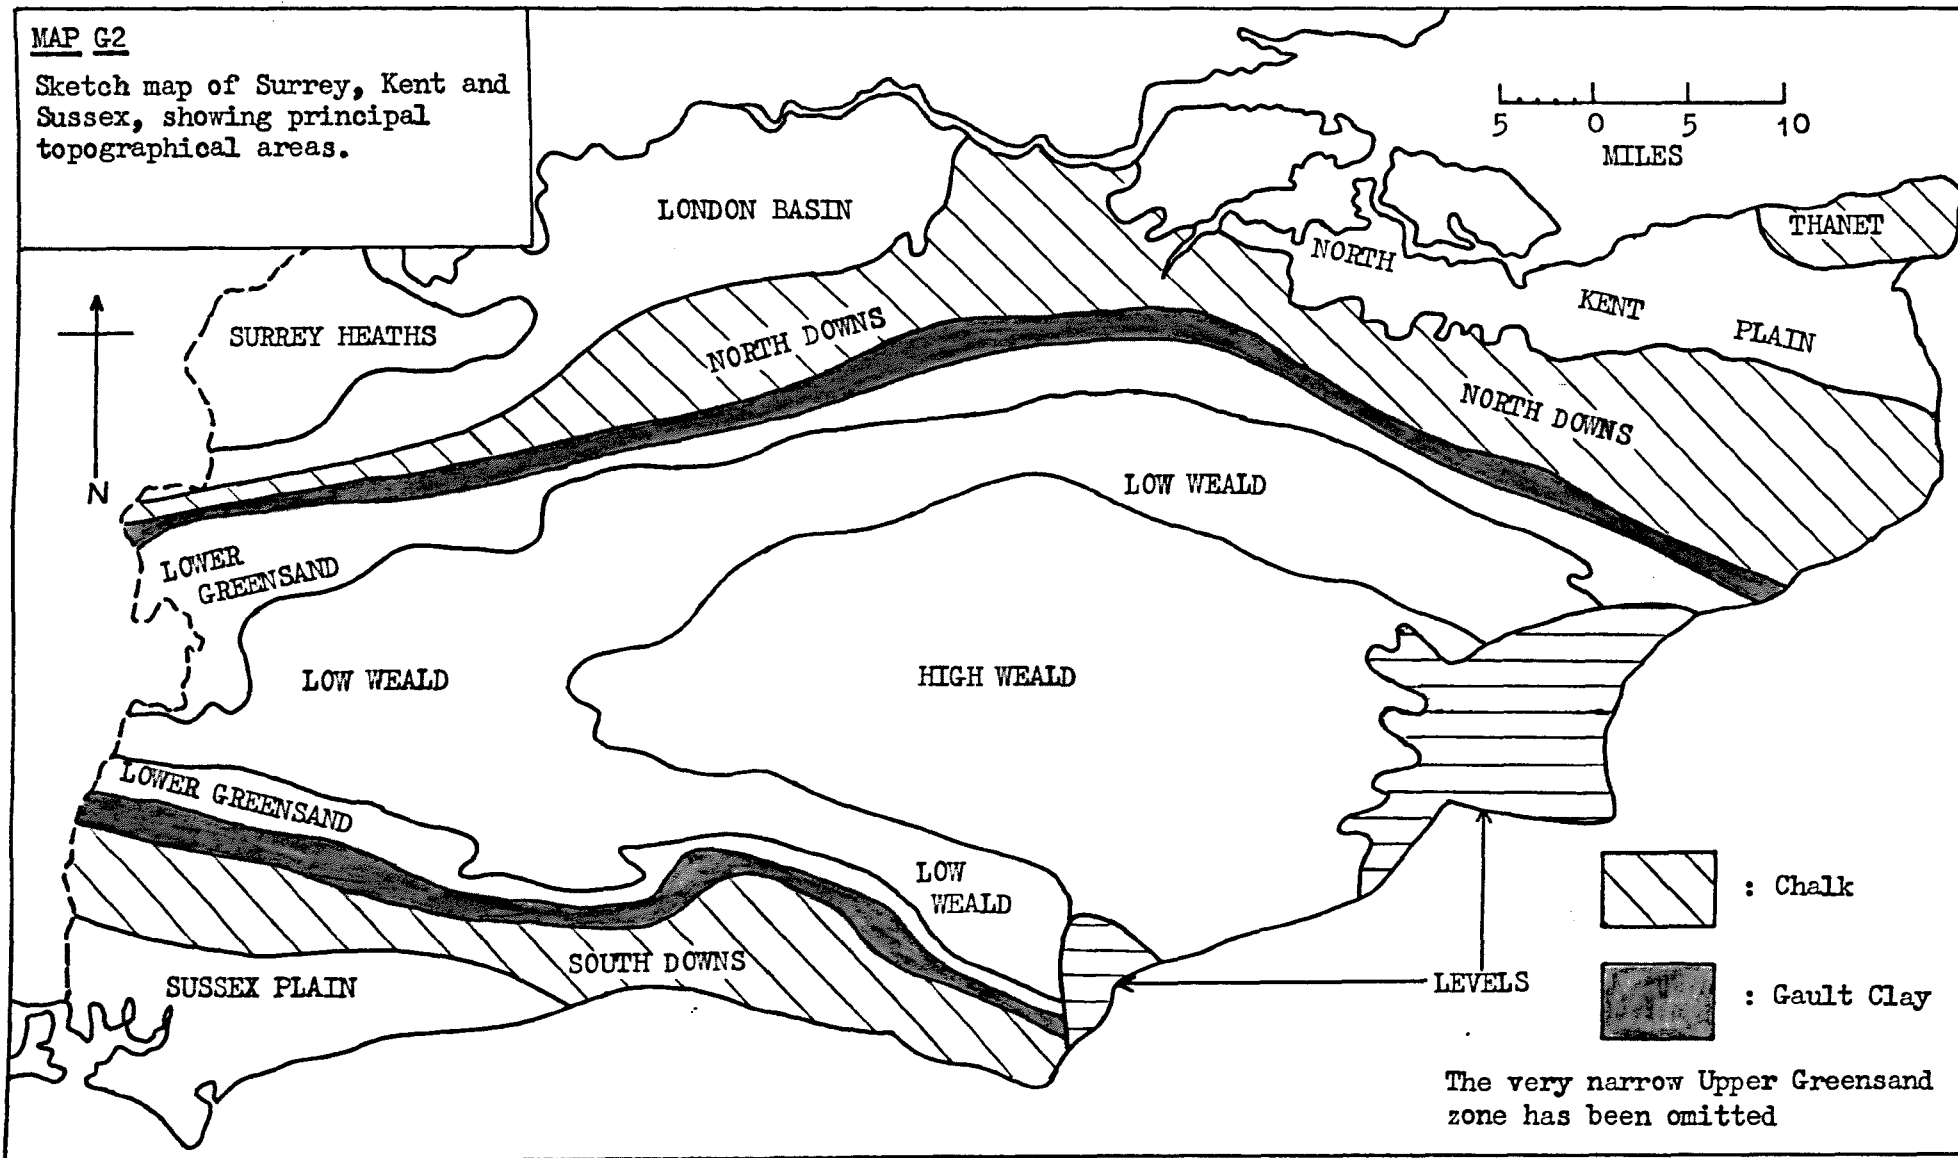 MAP G2
Sketch map of Surrey, Kent and
Sussex, showing principal
topographical areas.
5 0 5 10
MILES
LONDON BASIN
THANET
NORTH
KENT
PLAIN
SURREY HEATHS
NORTH DOWNS
NORTH DOWNS
N
LOW WEALD
LOWER
GREENSAND
LOW WEALD
HIGH WEALD
LOWER GREENSAND
LOW
WEALD
: Chalk
SOUTH DOWNS
SUSSEX PLAIN
LEVELS
: Gault Clay
The very narrow Upper Greensand
zone has been omitted